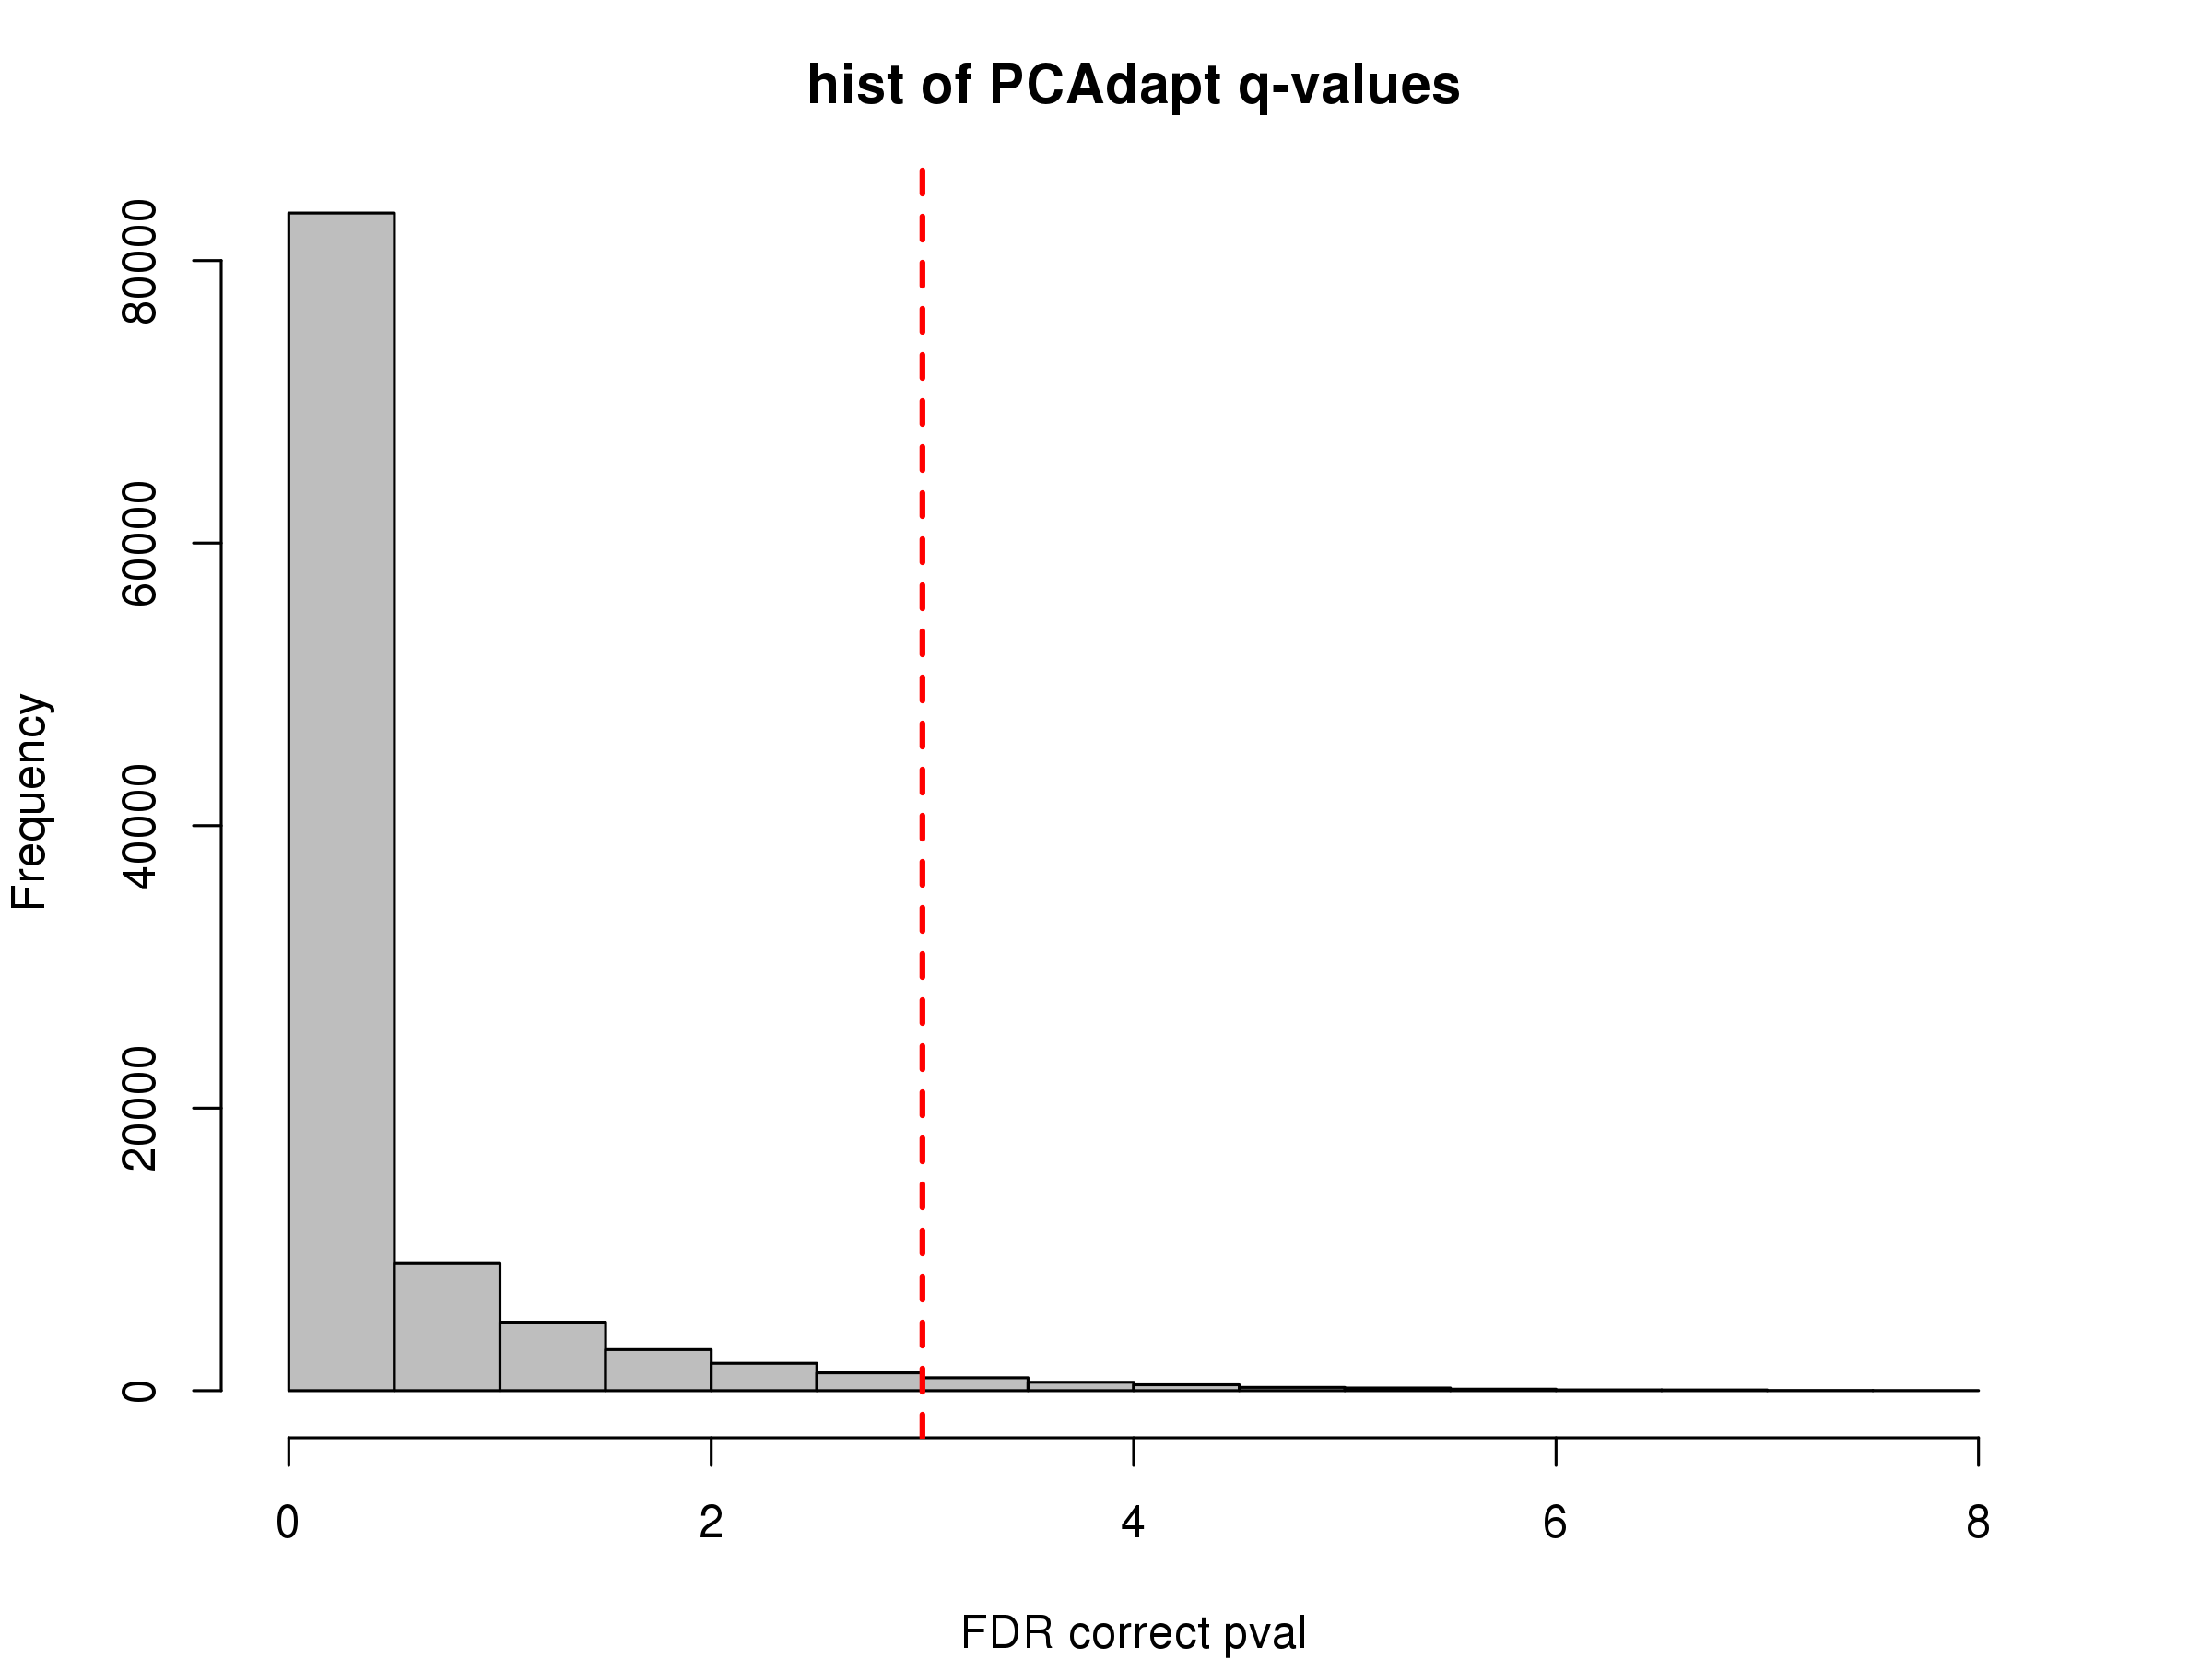 hist of PCAdapt q-values
Frequency
80000
60000
40000
20000
0
0 2 4 6 8
FDR correct pval